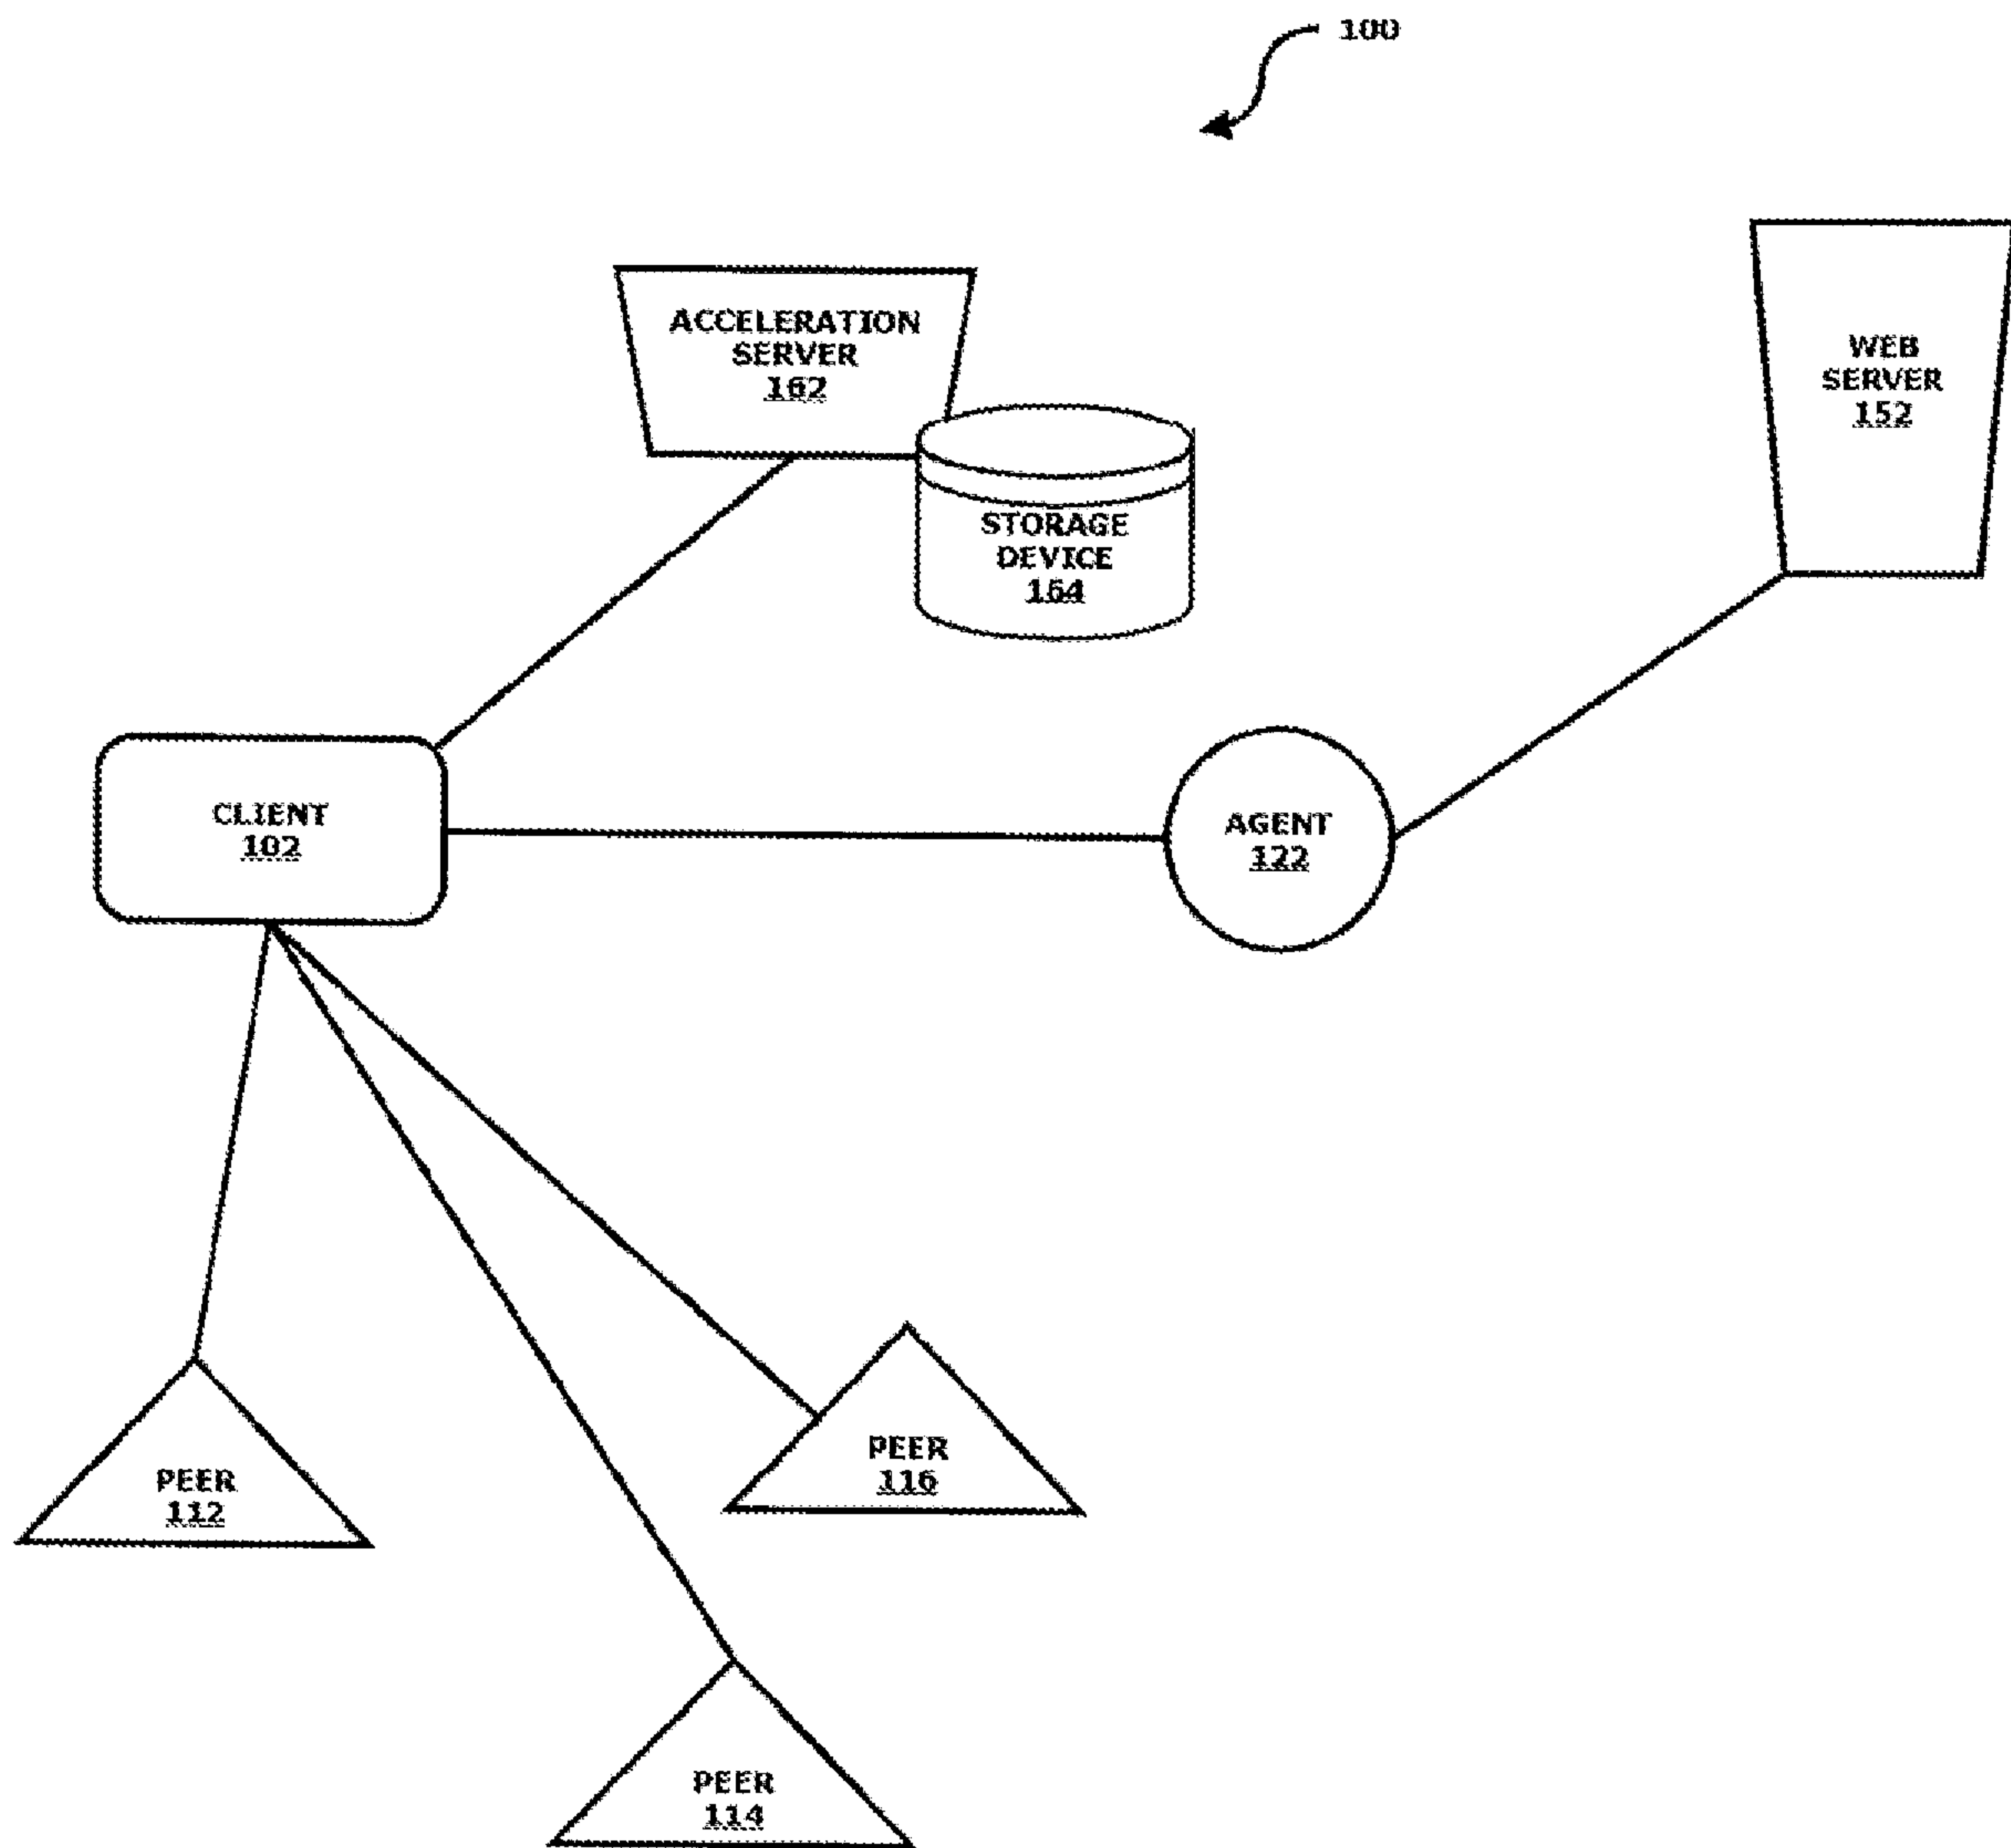 100
ACCELERATION
SERVER
162
WEB
SERVER
152
STORAGE
DEVICE
164
CLIENT
102
AGENT
122
PEER
116
PEER
112
PEER
114